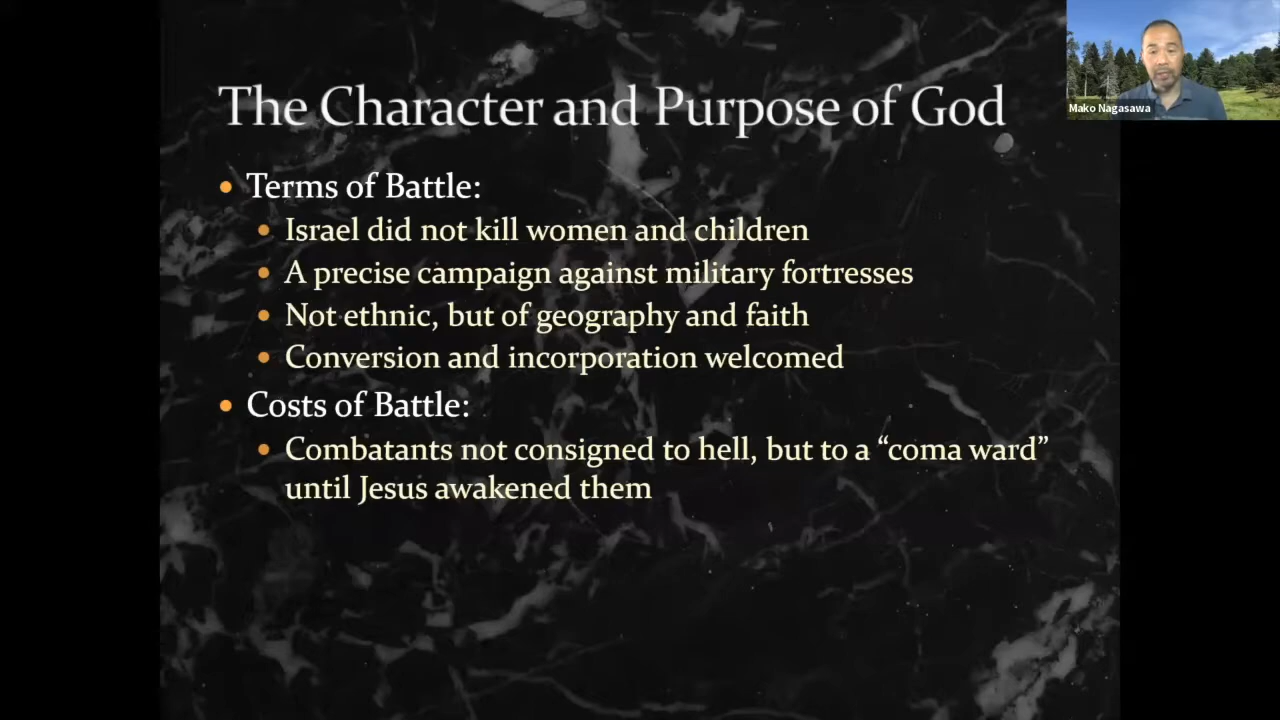 The Character and Purpose of God
Mako Nagasawa
• Terms of Battle:
• Israel did not kill women and children
• A precise campaign against military fortresses
• Not ethnic, but of geography and faith
• Conversion and incorporation welcomed
• Costs of Battle:
• Combatants not consigned to hell, but to a “coma ward”
until Jesus awakened them